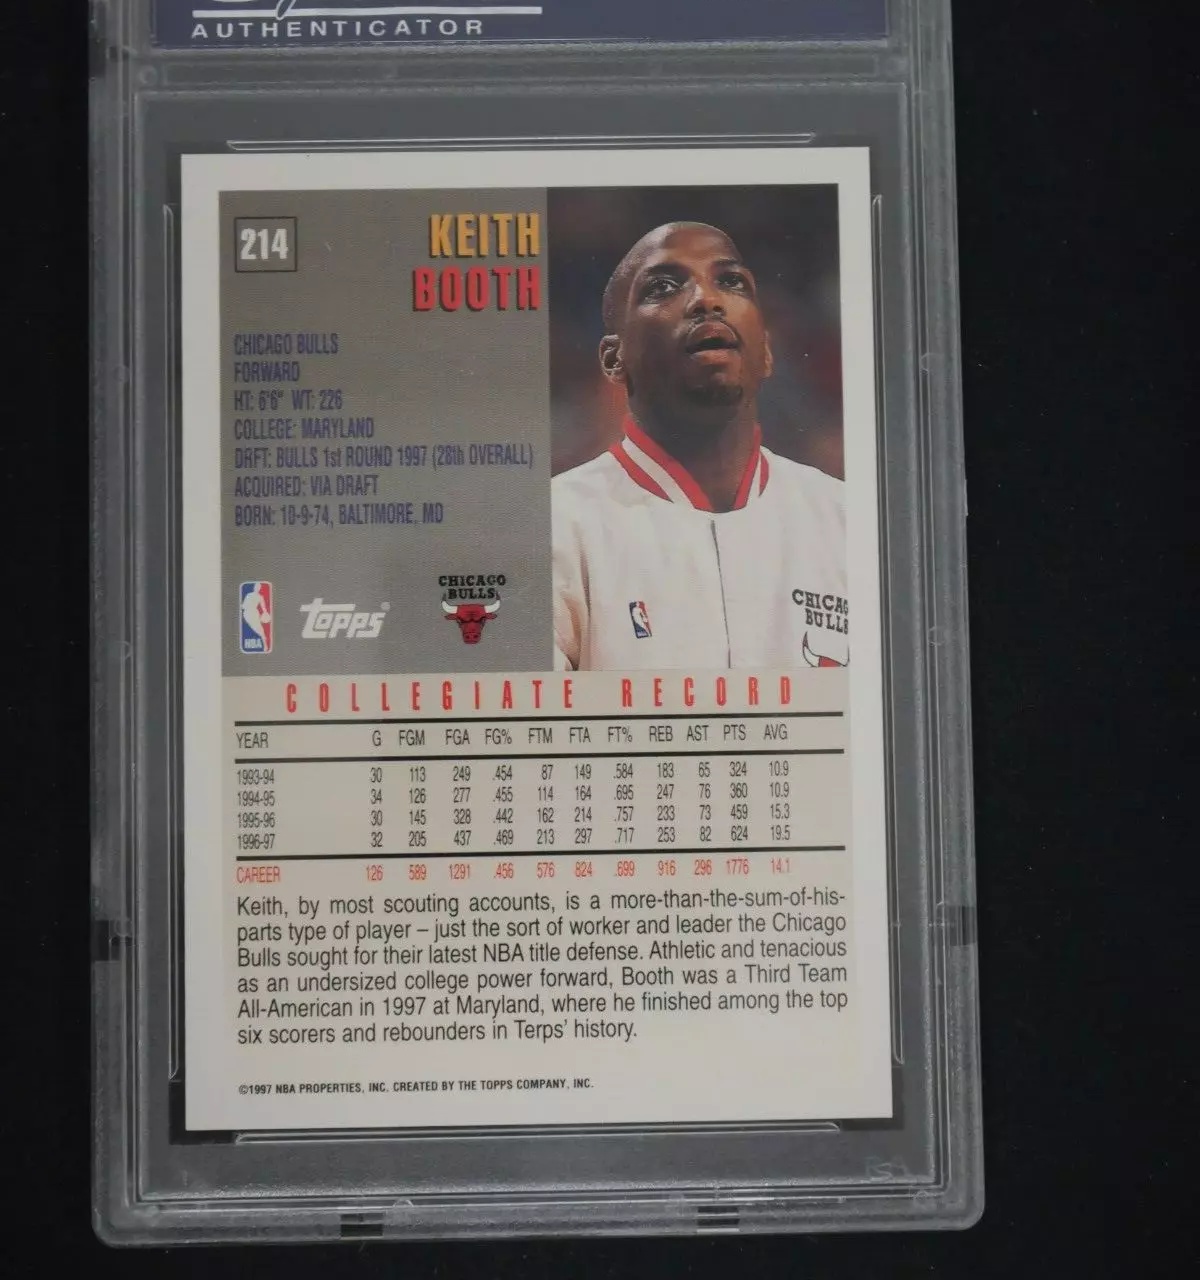 AUTHENTICATOR
214
KEITH
BOOTH
CHICAGO BULLS
FORWARD
HT: 6'6" WT: 226
COLLEGE: MARYLAND
DRFT: BULLS 1st ROUND 1997 (28th OVERALL)
ACQUIRED: VIA DRAFT
BORN: 10-9-74, BALTIMORE, MD
NBA
TOPPS®
CHICAGO
BULLS
NBA
CHICAG
BULLS
COLLEGIATE RECORD
YEAR G FGM FGA FG% FTM FTA FT% REB AST PTS AVG
1993-94 30 113 249 .454 87 149 .584 183 65 324 10.9
1994-95 34 126 277 .455 114 164 .695 247 76 360 10.9
1995-96 30 145 328 .442 162 214 .757 233 73 459 15.3
1996-97 32 205 437 .469 213 297 .717 253 82 624 19.5
CAREER 126 589 1291 .456 576 824 .699 916 296 1776 14.1
Keith, by most scouting accounts, is a more-than-the-sum-of-his-
parts type of player – just the sort of worker and leader the Chicago
Bulls sought for their latest NBA title defense. Athletic and tenacious
as an undersized college power forward, Booth was a Third Team
All-American in 1997 at Maryland, where he finished among the top
six scorers and rebounders in Terps' history.
©1997 NBA PROPERTIES, INC. CREATED BY THE TOPPS COMPANY, INC.
PSA